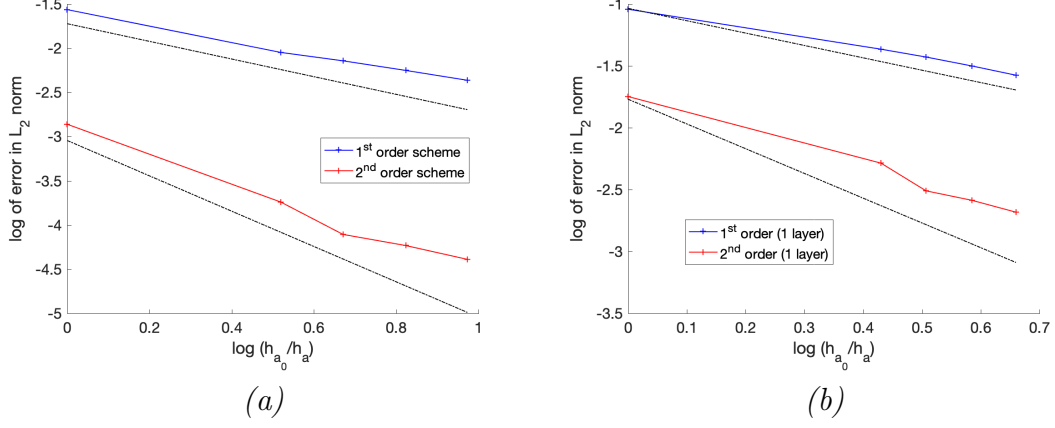 -1.5
-2
-2.5
-3
-3.5
-4
-4.5
-5
log of error in L2 norm
1st order scheme
2nd order scheme
0
0.2
0.4
0.6
0.8
1
log (ha0/ha)
(a)
-1
-1.5
-2
-2.5
-3
-3.5
log of error in L2 norm
1st order (1 layer)
2nd order (1 layer)
0
0.1
0.2
0.3
0.4
0.5
0.6
0.7
log (ha0/ha)
(b)